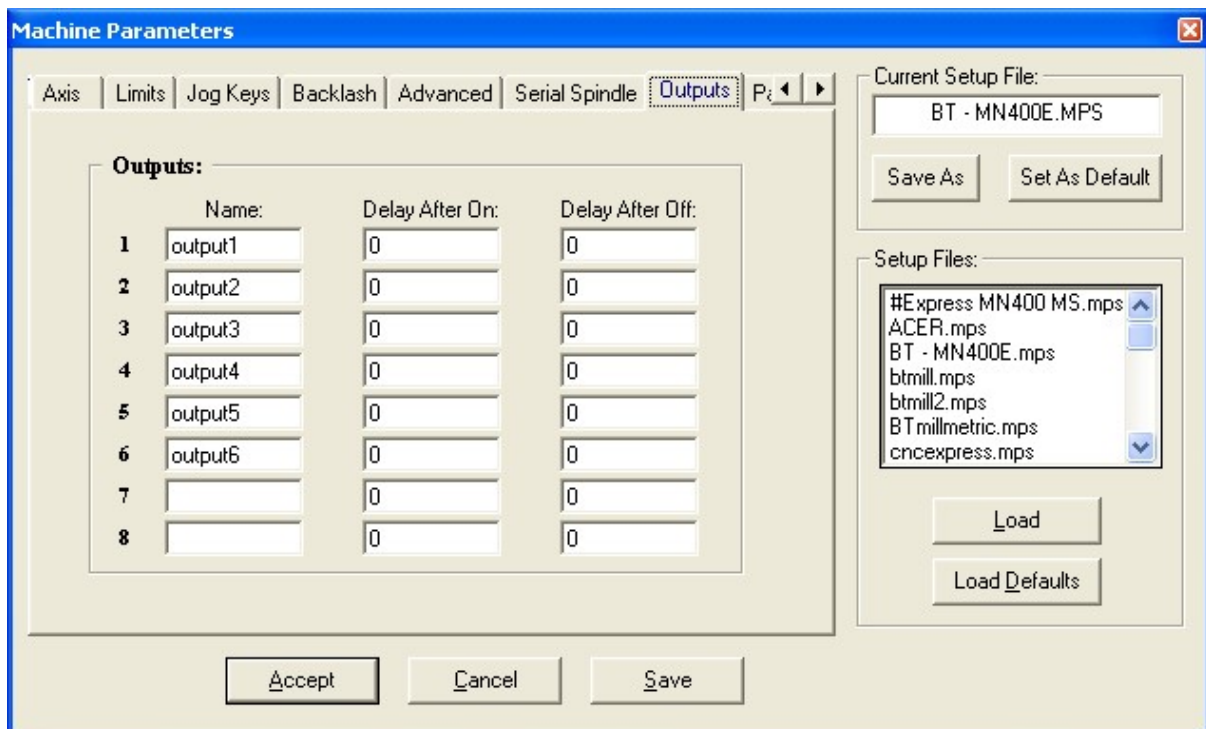 Machine Parameters
Axis Limits Jog Keys Backlash Advanced Serial Spindle Outputs
Outputs:
Name: Delay After On: Delay After Off:
1 output1 0 0
2 output2 0 0
3 output3 0 0
4 output4 0 0
5 output5 0 0
6 output6 0 0
7 0 0
8 0 0
Accept Cancel Save
Current Setup File:
BT - MN400E.MPS
Save As Set As Default
Setup Files:
#Express MN400 MS.mps
ACER.mps
BT - MN400E.mps
btmill.mps
btmill2.mps
BTmillmetric.mps
cncexpress.mps
Load
Load Defaults